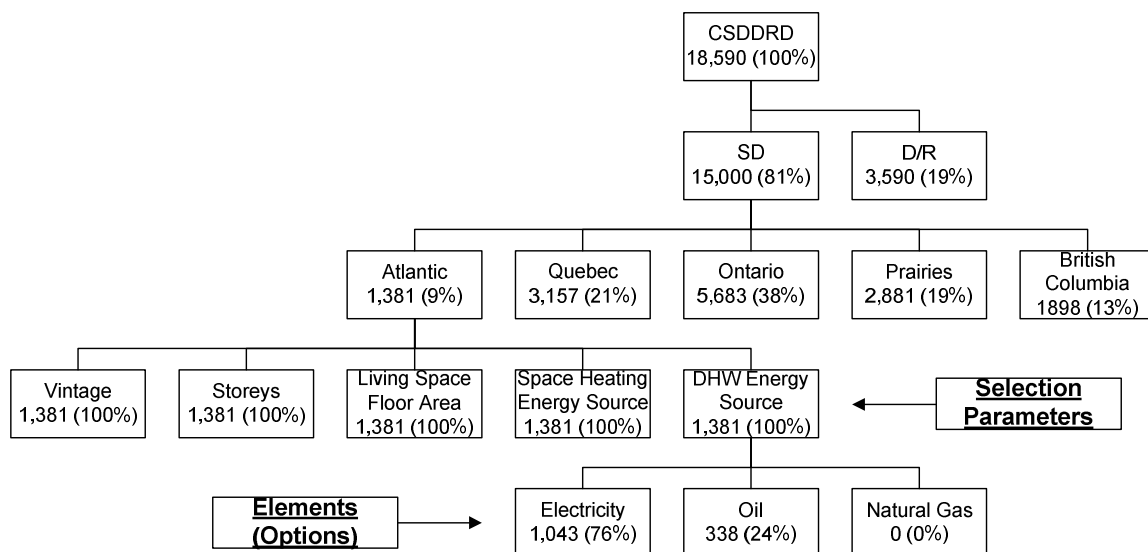 CSDDRD
18,590 (100%)
SD
15,000 (81%)
D/R
3,590 (19%)
Atlantic
1,381 (9%)
Quebec
3,157 (21%)
Ontario
5,683 (38%)
Prairies
2,881 (19%)
British
Columbia
1898 (13%)
Vintage
1,381 (100%)
Storeys
1,381 (100%)
Living Space
Floor Area
1,381 (100%)
Space Heating
Energy Source
1,381 (100%)
DHW Energy
Source
1,381 (100%)
Selection
Parameters
Elements
(Options)
Electricity
1,043 (76%)
Oil
338 (24%)
Natural Gas
0 (0%)